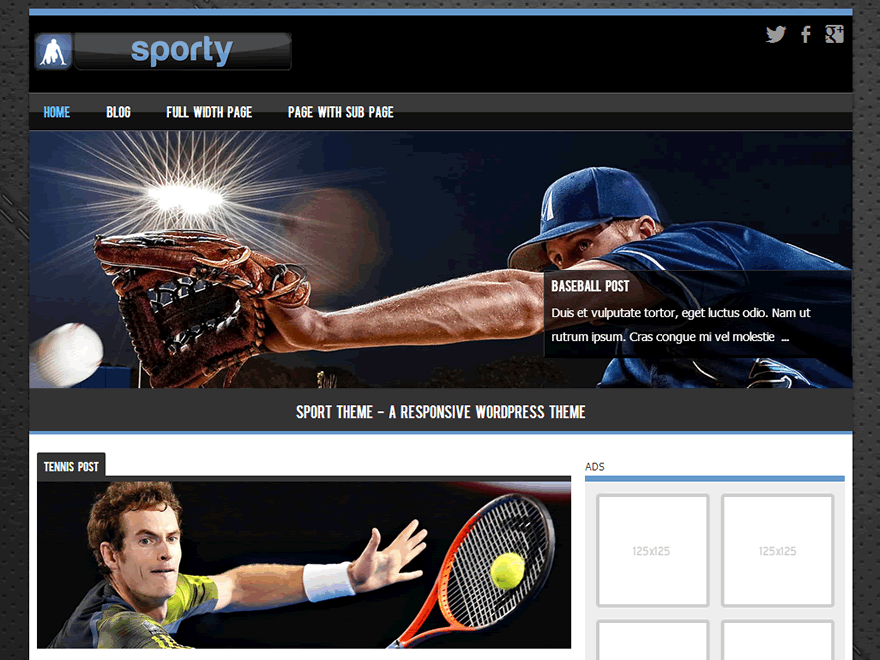 sporty
HOME BLOG FULL WIDTH PAGE PAGE WITH SUB PAGE
BASEBALL POST
Duis et vulputate tortor, eget luctus odio. Nam ut
rutrum ipsum. Cras congue mi vel molestie ...
SPORT THEME - A RESPONSIVE WORDPRESS THEME
TENNIS POST
ADS
125x125 125x125